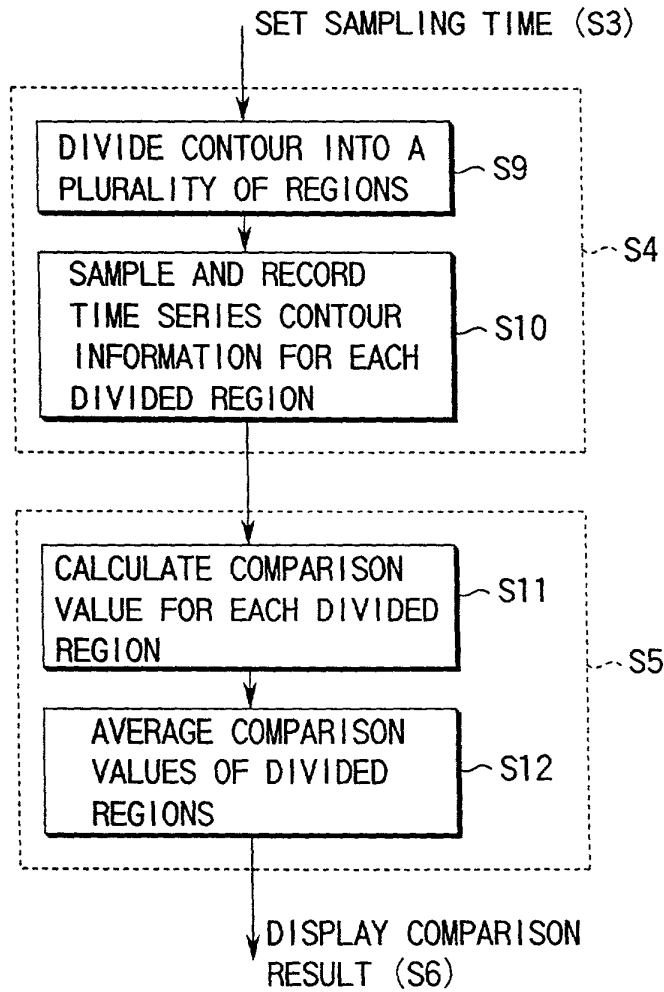 SET SAMPLING TIME (S3)
DIVIDE CONTOUR INTO A
PLURALITY OF REGIONS
S9
S4
SAMPLE AND RECORD
TIME SERIES CONTOUR
INFORMATION FOR EACH
DIVIDED REGION
S10
CALCULATE COMPARISON
VALUE FOR EACH DIVIDED
REGION
S11
S5
AVERAGE COMPARISON
VALUES OF DIVIDED
REGIONS
S12
DISPLAY COMPARISON
RESULT (S6)